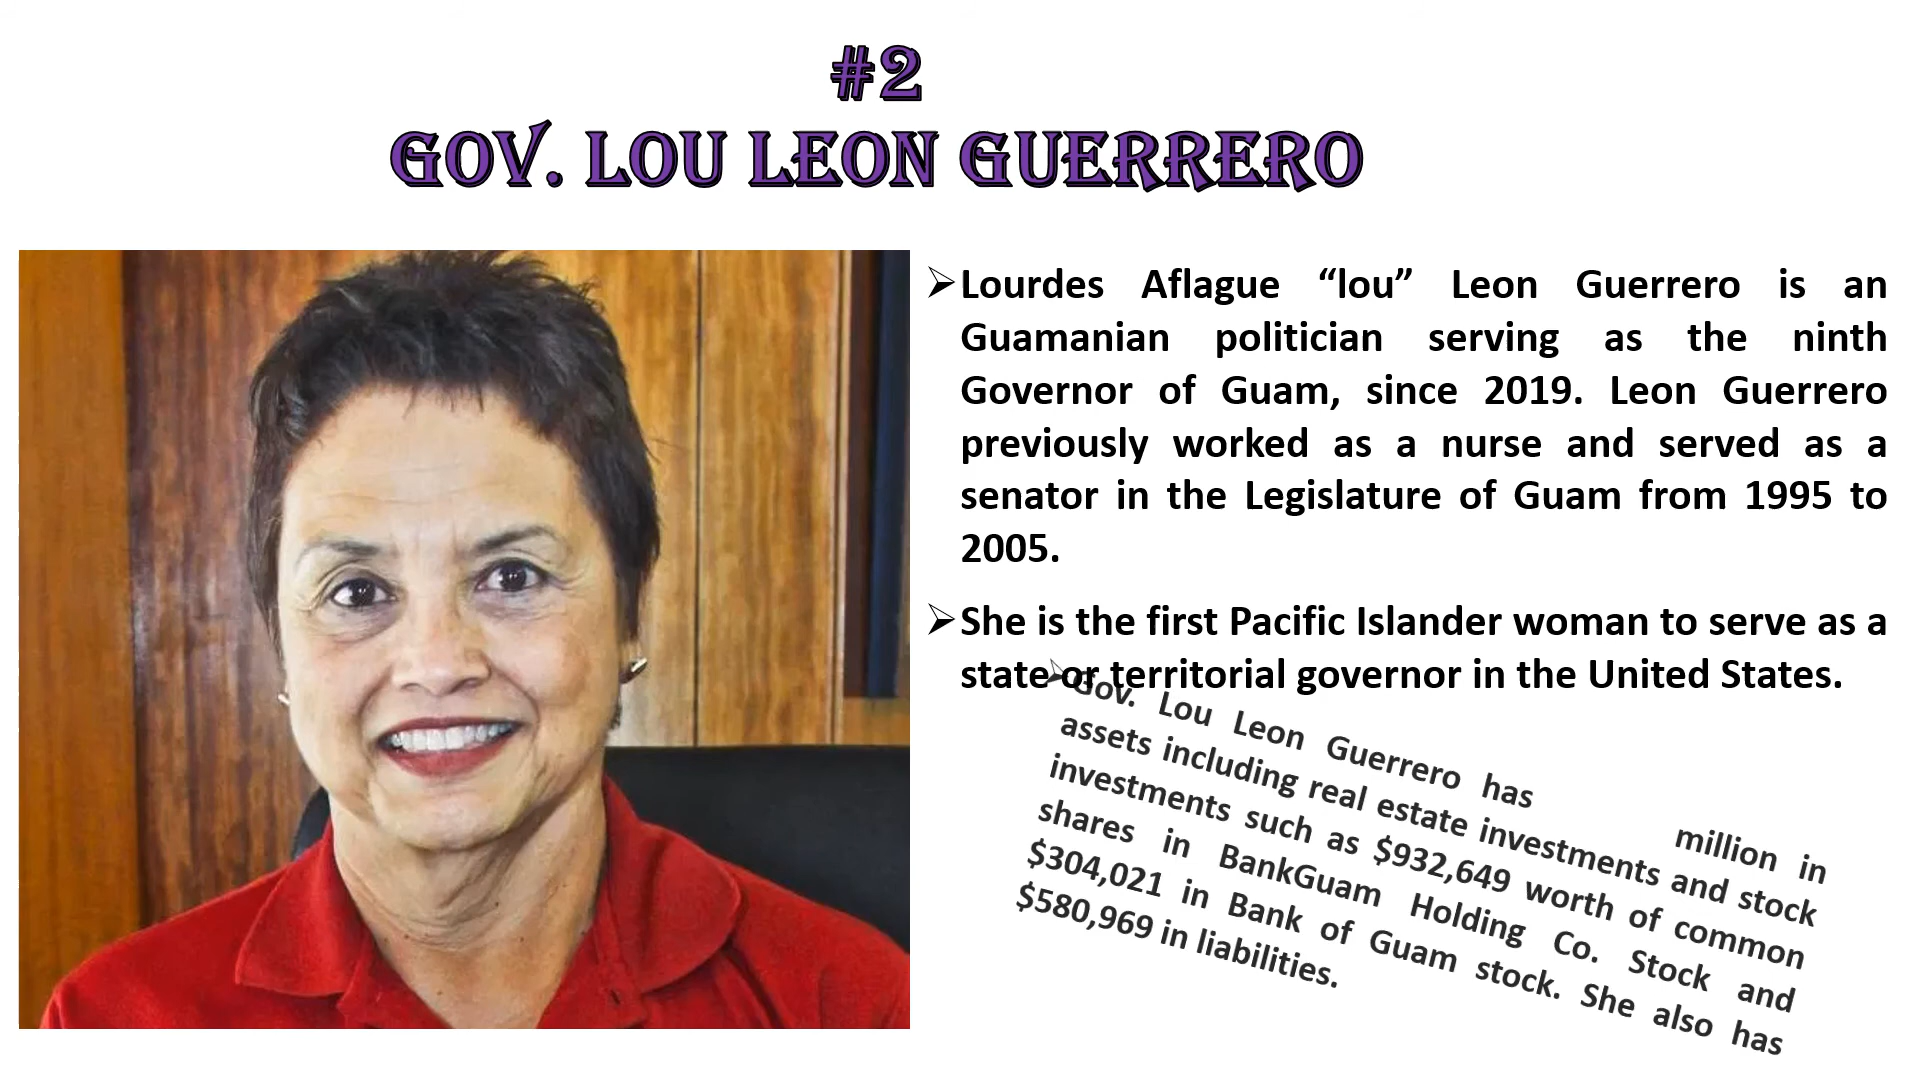 #2
GOV. LOU LEON GUERRERO
Lourdes Aflague “lou” Leon Guerrero is an
Guamanian politician serving as the ninth
Governor of Guam, since 2019. Leon Guerrero
previously worked as a nurse and served as a
senator in the Legislature of Guam from 1995 to
2005.
She is the first Pacific Islander woman to serve as a
state or territorial governor in the United States.
Gov. Lou Leon Guerrero has million in
assets including real estate investments and stock
investments such as $932,649 worth of common
shares in BankGuam Holding Co. Stock and
$304,021 in Bank of Guam stock. She also has
$580,969 in liabilities.